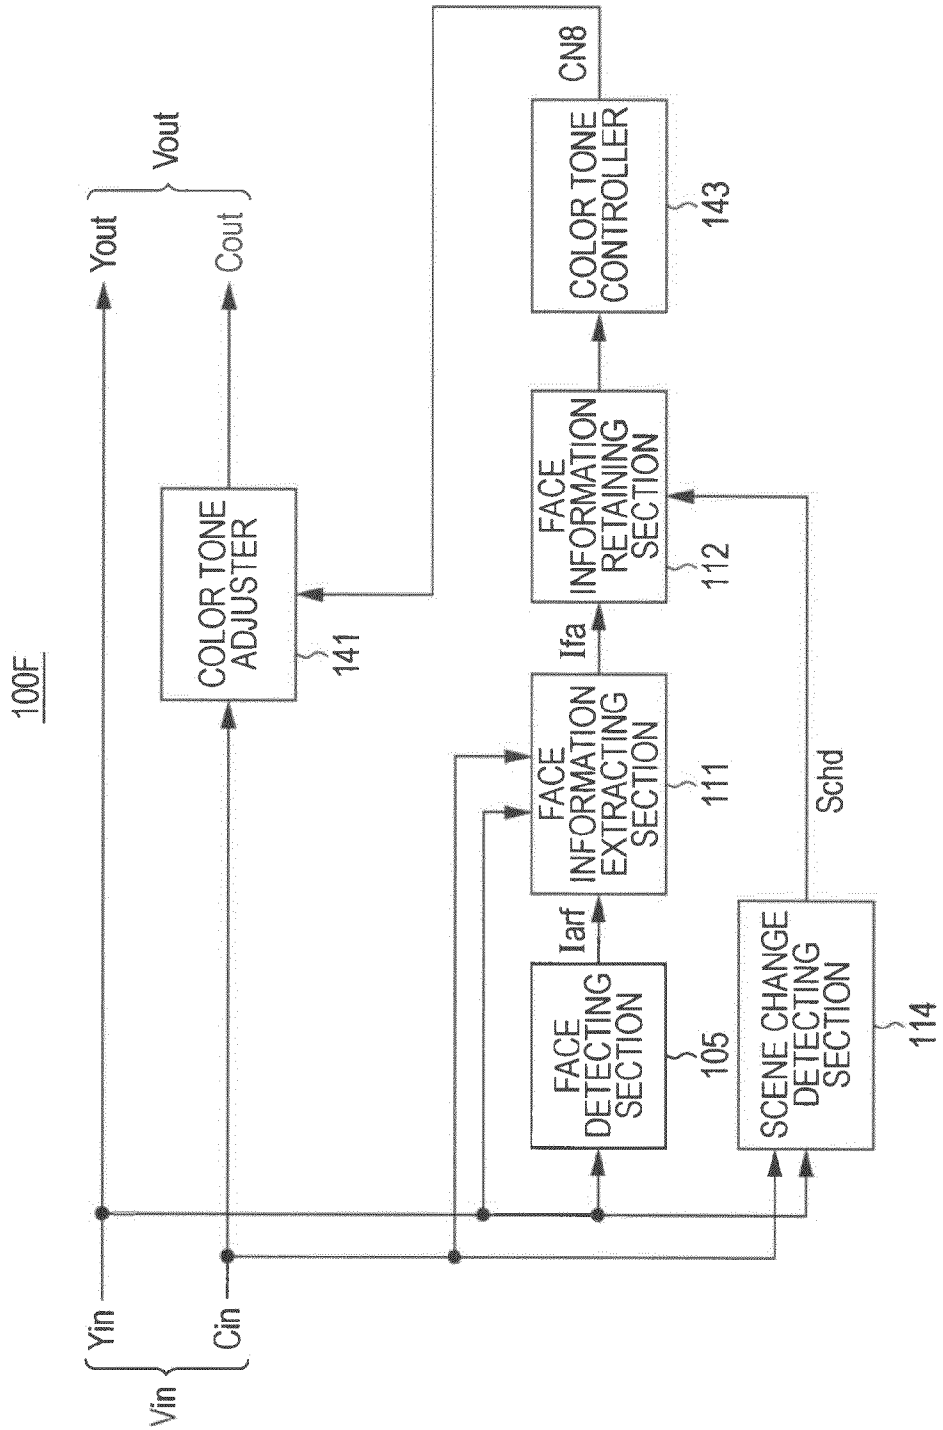 100F
Vin
Yin
Cin
Yout
Cout
Vout
COLOR TONE
ADJUSTER
141
FACE
DETECTING
SECTION
105
Iarf
FACE
INFORMATION
EXTRACTING
SECTION
111
Ifa
FACE
INFORMATION
RETAINING
SECTION
112
COLOR TONE
CONTROLLER
143
CN8
SCENE CHANGE
DETECTING
SECTION
114
Schd